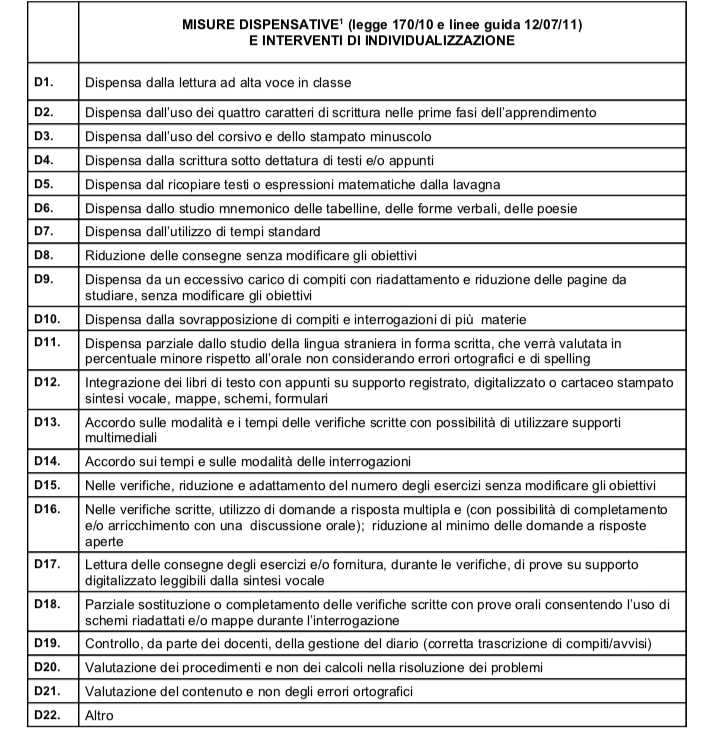 MISURE DISPENSATIVE¹ (legge 170/10 e linee guida 12/07/11)
E INTERVENTI DI INDIVIDUALIZZAZIONE
D1. Dispensa dalla lettura ad alta voce in classe
D2. Dispensa dall'uso dei quattro caratteri di scrittura nelle prime fasi dell'apprendimento
D3. Dispensa dall'uso del corsivo e dello stampato minuscolo
D4. Dispensa dalla scrittura sotto dettatura di testi e/o appunti
D5. Dispensa dal ricopiare testi o espressioni matematiche dalla lavagna
D6. Dispensa dallo studio mnemonico delle tabelline, delle forme verbali, delle poesie
D7. Dispensa dall'utilizzo di tempi standard
D8. Riduzione delle consegne senza modificare gli obiettivi
D9. Dispensa da un eccessivo carico di compiti con riadattamento e riduzione delle pagine da
studiare, senza modificare gli obiettivi
D10. Dispensa dalla sovrapposizione di compiti e interrogazioni di più materie
D11. Dispensa parziale dallo studio della lingua straniera in forma scritta, che verrà valutata in
percentuale minore rispetto all'orale non considerando errori ortografici e di spelling
D12. Integrazione dei libri di testo con appunti su supporto registrato, digitalizzato o cartaceo stampato
sintesi vocale, mappe, schemi, formulari
D13. Accordo sulle modalità e i tempi delle verifiche scritte con possibilità di utilizzare supporti
multimediali
D14. Accordo sui tempi e sulle modalità delle interrogazioni
D15. Nelle verifiche, riduzione e adattamento del numero degli esercizi senza modificare gli obiettivi
D16. Nelle verifiche scritte, utilizzo di domande a risposta multipla e (con possibilità di completamento
e/o arricchimento con una discussione orale); riduzione al minimo delle domande a risposte
aperte
D17. Lettura delle consegne degli esercizi e/o fornitura, durante le verifiche, di prove su supporto
digitalizzato leggibili dalla sintesi vocale
D18. Parziale sostituzione o completamento delle verifiche scritte con prove orali consentendo l'uso di
schemi riadattati e/o mappe durante l'interrogazione
D19. Controllo, da parte dei docenti, della gestione del diario (corretta trascrizione di compiti/avvisi)
D20. Valutazione dei procedimenti e non dei calcoli nella risoluzione dei problemi
D21. Valutazione del contenuto e non degli errori ortografici
D22. Altro